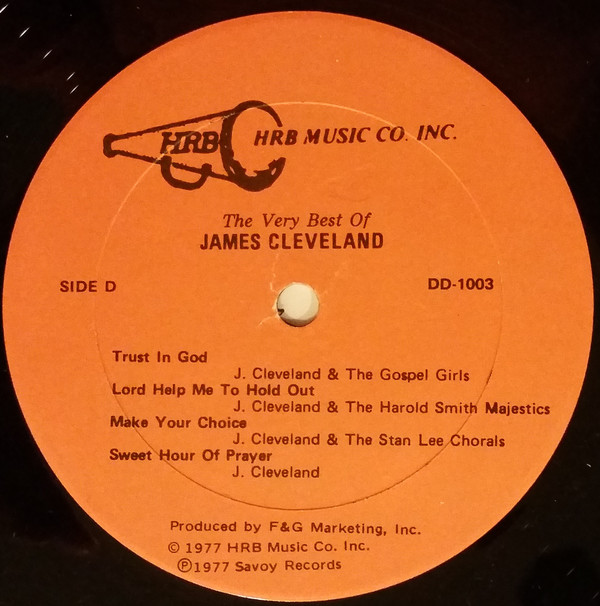 HRB HRB MUSIC CO. INC.
The Very Best Of
JAMES CLEVELAND
SIDE D DD-1003
Trust In God
J. Cleveland & The Gospel Girls
Lord Help Me To Hold Out
J. Cleveland & The Harold Smith Majestics
Make Your Choice
J. Cleveland & The Stan Lee Chorals
Sweet Hour Of Prayer
J. Cleveland
Produced by F&G Marketing, Inc.
© 1977 HRB Music Co. Inc.
℗1977 Savoy Records